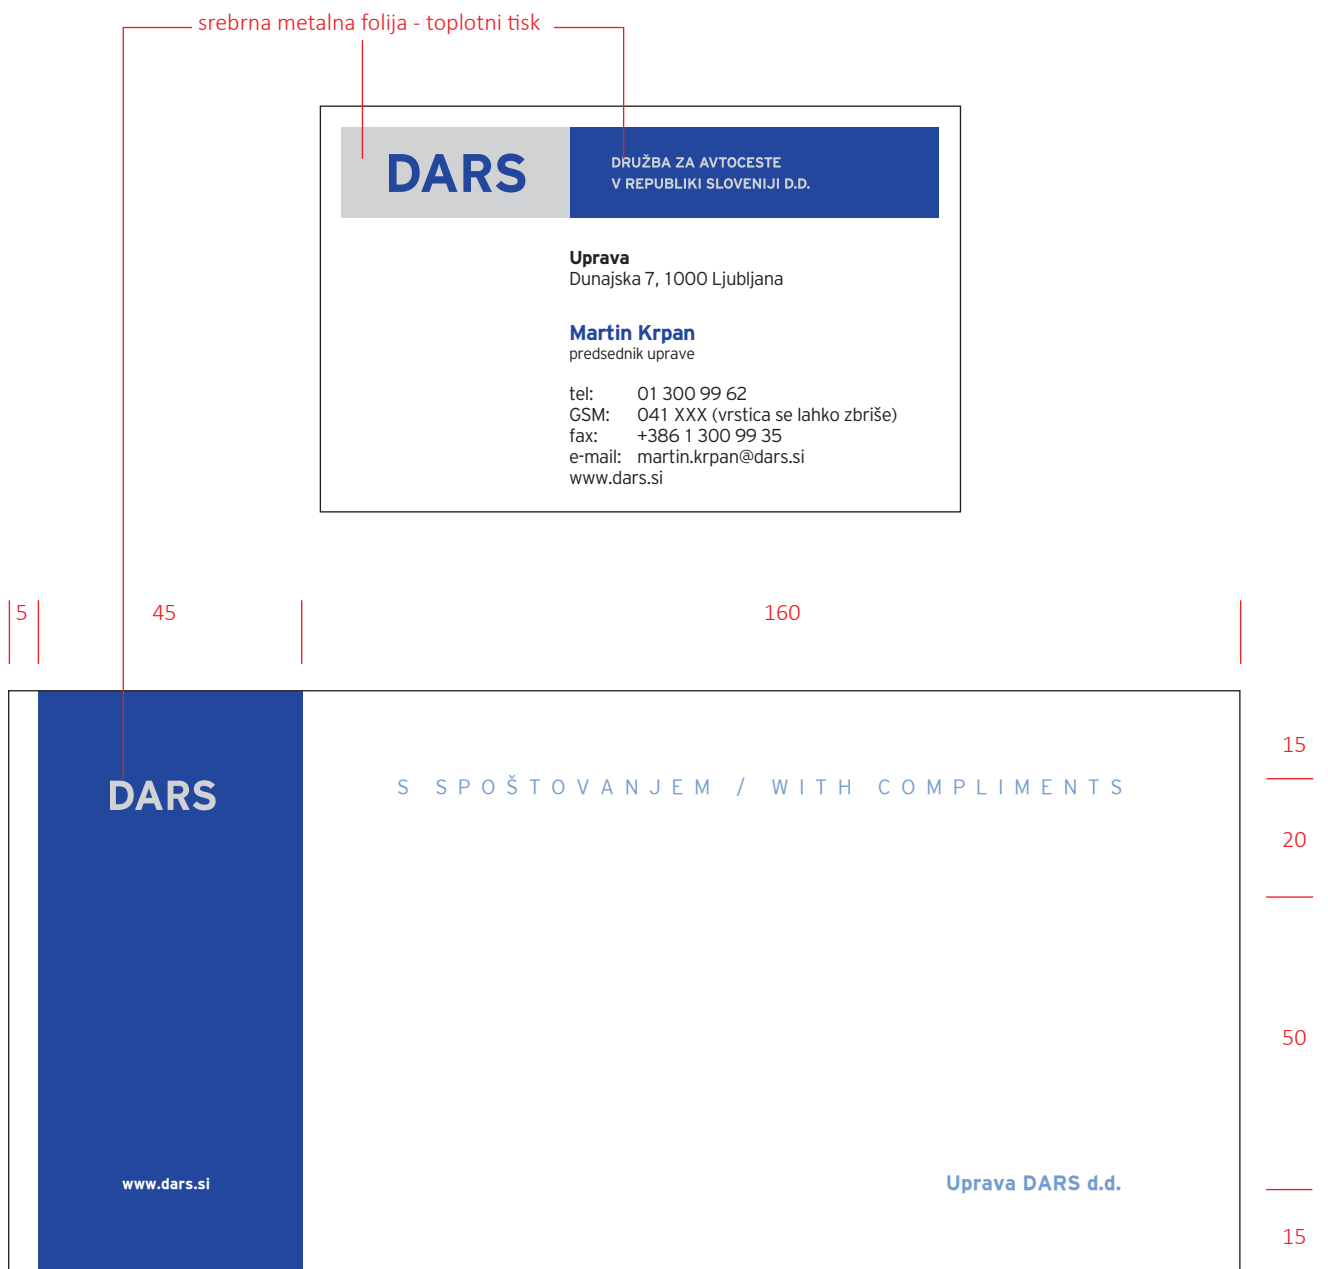 srebrna metalna folija - toplotni tisk
DARS
DRUŽBA ZA AVTOCESTE
V REPUBLIKI SLOVENIJI D.D.
Uprava
Dunajska 7, 1000 Ljubljana
Martin Krpan
predsednik uprave
tel: 01 300 99 62
GSM: 041 XXX (vrstica se lahko zbriše)
fax: +386 1 300 99 35
e-mail: martin.krpan@dars.si
www.dars.si
5 45 160
15
DARS S SPOŠTOVANJEM / WITH COMPLIMENTS
20
50
www.dars.si Uprava DARS d.d.
15